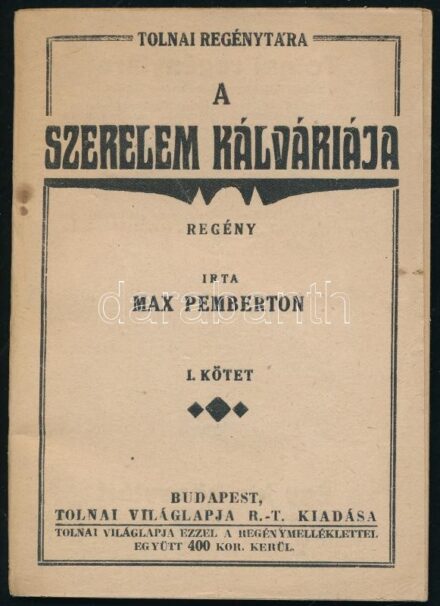 TOLNAI REGÉNYTÁRA
A
SZERELEM KÁLVÁRIÁJA
REGÉNY
IRTA
MAX PEMBERTON
darabanth
I. KÖTET
BUDAPEST,
TOLNAI VILÁGLAPJA R.-T. KIADÁSA
TOLNAI VILÁGLAPJA EZZEL A REGÉNYMELLÉKLETTEL
EGYÜTT 400 KOR. KERÜL.